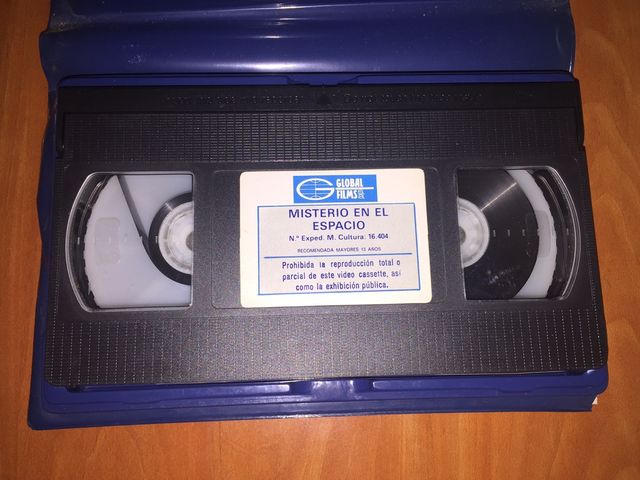 GLOBAL
FILMS
MISTERIO EN EL
ESPACIO
N.º Exped. M. Cultura: 16.404
RECOMENDADA MAYORES 13 AÑOS
Prohibida la reproducción total o
parcial de este video cassette, así
como la exhibición pública.